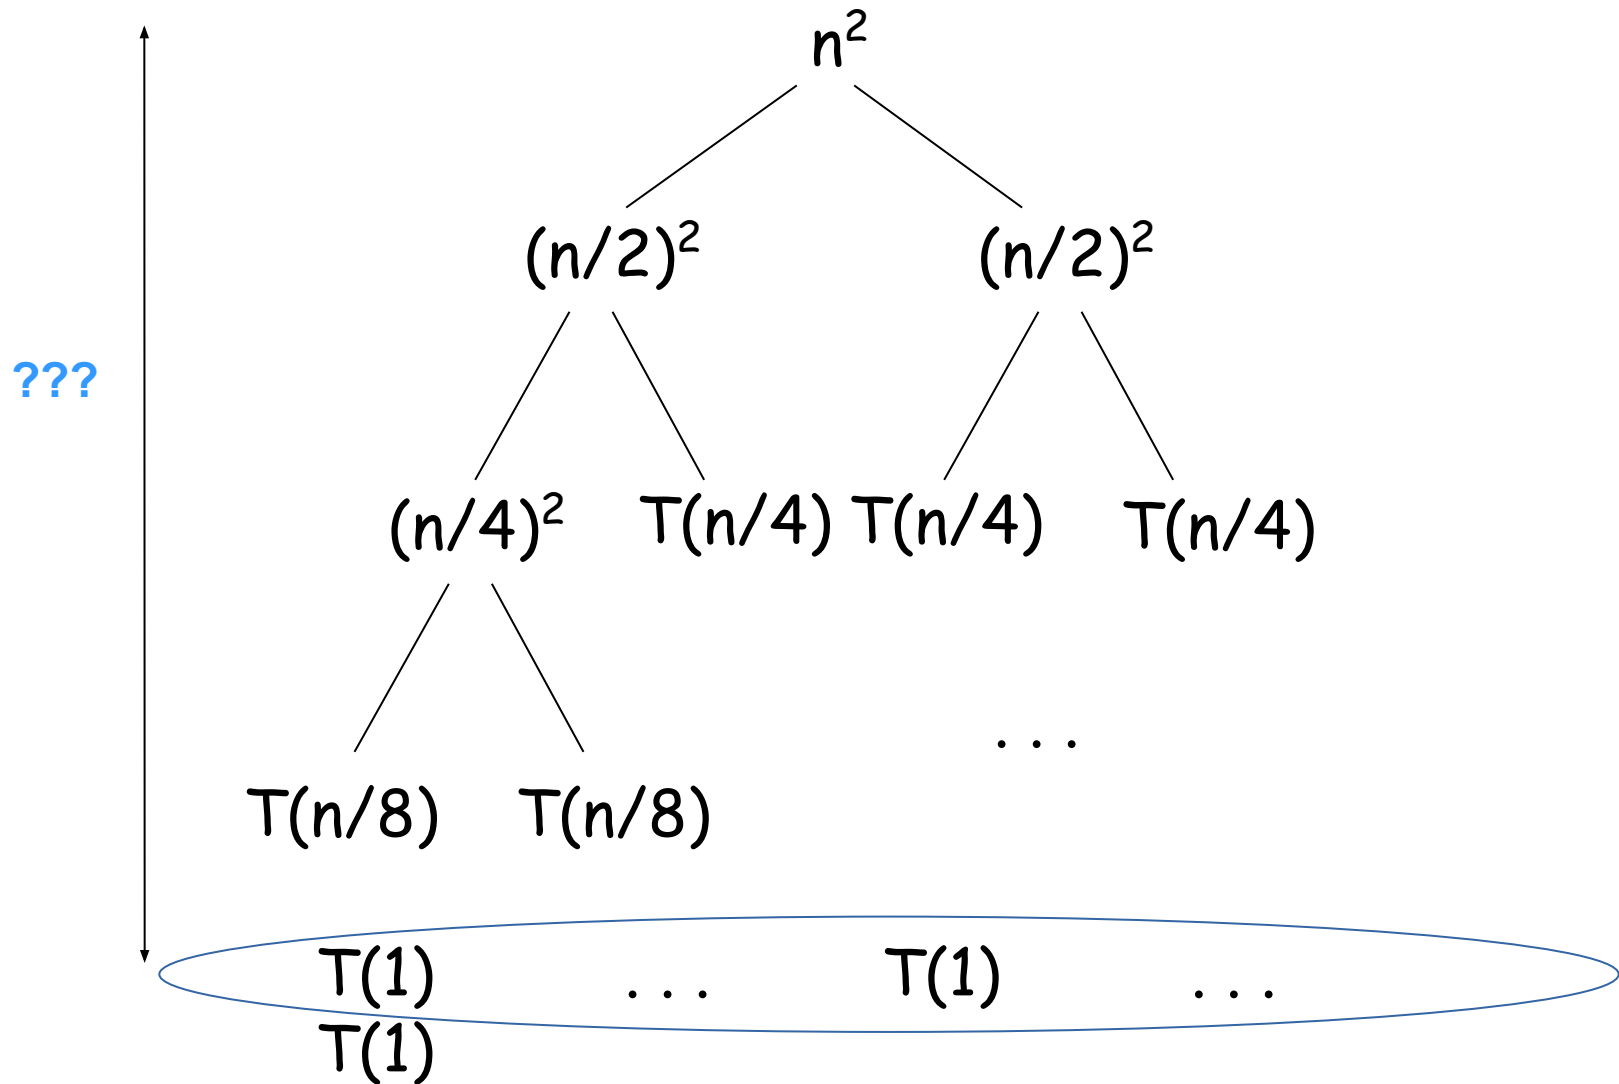 n²
(n/2)² (n/2)²
???
(n/4)² T(n/4) T(n/4) T(n/4)
. . .
T(n/8) T(n/8)
T(1) . . . T(1) . . .
T(1)